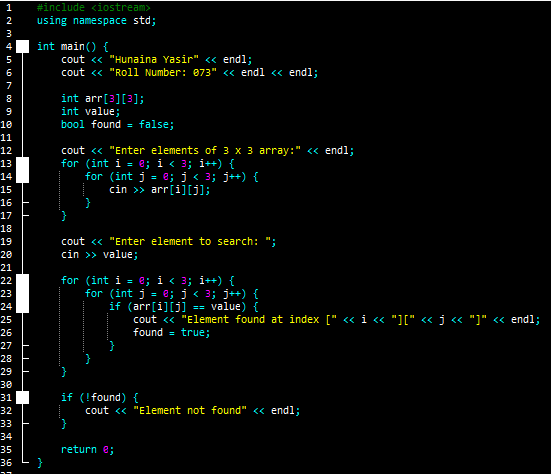 1 #include <iostream>
2 using namespace std;
3
4 int main() {
5 cout << "Hunaina Yasir" << endl;
6 cout << "Roll Number: 073" << endl << endl;
7
8 int arr[3][3];
9 int value;
10 bool found = false;
11
12 cout << "Enter elements of 3 x 3 array:" << endl;
13 for (int i = 0; i < 3; i++) {
14 for (int j = 0; j < 3; j++) {
15 cin >> arr[i][j];
16 }
17 }
18
19 cout << "Enter element to search: ";
20 cin >> value;
21
22 for (int i = 0; i < 3; i++) {
23 for (int j = 0; j < 3; j++) {
24 if (arr[i][j] == value) {
25 cout << "Element found at index [" << i << "][" << j << "]" << endl;
26 found = true;
27 }
28 }
29 }
30
31 if (!found) {
32 cout << "Element not found" << endl;
33 }
34
35 return 0;
36 }